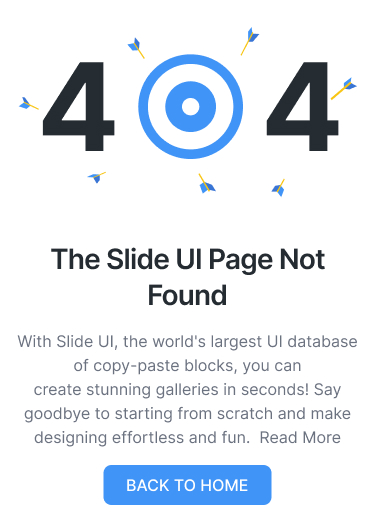 4 4
The Slide UI Page Not
Found
With Slide UI, the world's largest UI database
of copy-paste blocks, you can
create stunning galleries in seconds! Say
goodbye to starting from scratch and make
designing effortless and fun.  Read More
BACK TO HOME